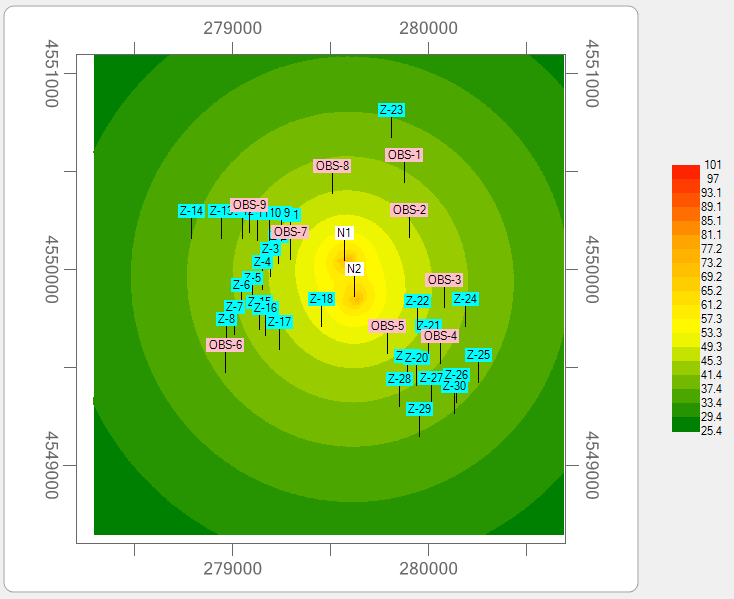 279000
280000
4551000
4551000
Z-23
OBS-1
OBS-8
Z-14
OBS-9
10
9
1
OBS-2
N1
OBS-7
Z-3
Z-4
N2
Z-5
Z-6
OBS-3
4550000
4550000
Z-7
Z-16
Z-18
Z-22
Z-24
Z-8
Z-17
OBS-5
Z-21
OBS-4
OBS-6
Z-20
Z-25
Z-28
Z-27
Z-26
Z-30
Z-29
4549000
4549000
279000
280000
101
97
93.1
89.1
85.1
81.1
77.2
73.2
69.2
65.2
61.2
57.3
53.3
49.3
45.3
41.4
37.4
33.4
29.4
25.4